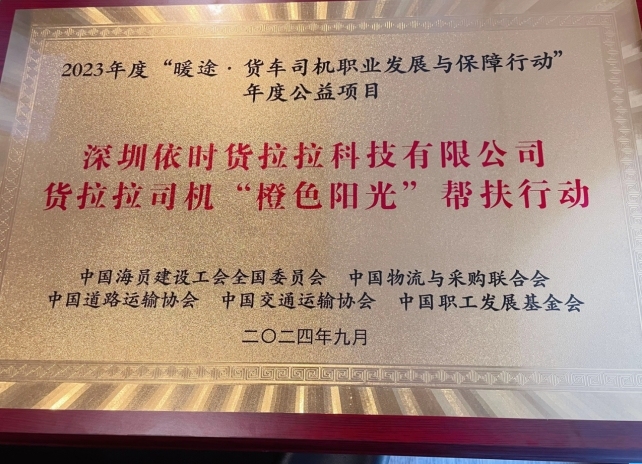 2023年度“暖途·货车司机职业发展与保障行动”
年度公益项目
深圳依时货拉拉科技有限公司
货拉拉司机“橙色阳光”帮扶行动
中国海员建设工会全国委员会 中国物流与采购联合会
中国道路运输协会 中国交通运输协会 中国职工发展基金会
二〇二四年九月